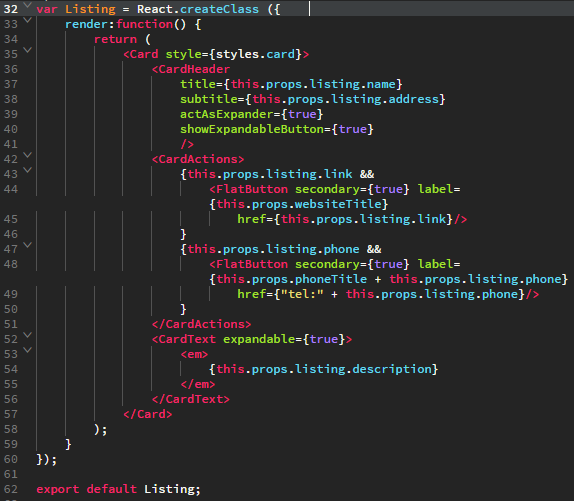 32 var Listing = React.createClass ({
33     render:function() {
34         return (
35             <Card style={styles.card}>
36                 <CardHeader
37                     title={this.props.listing.name}
38                     subtitle={this.props.listing.address}
39                     actAsExpander={true}
40                     showExpandableButton={true}
41                     />
42                 <CardActions>
43                     {this.props.listing.link &&
44                         <FlatButton secondary={true} label=
                        {this.props.websiteTitle}
45                             href={this.props.listing.link}/>
46                     }
47                     {this.props.listing.phone &&
48                         <FlatButton secondary={true} label=
                        {this.props.phoneTitle + this.props.listing.phone}
49                             href={"tel:" + this.props.listing.phone}/>
50                     }
51                 </CardActions>
52                 <CardText expandable={true}>
53                     <em>
54                         {this.props.listing.description}
55                     </em>
56                 </CardText>
57             </Card>
58         );
59     }
60 });
61
62 export default Listing;